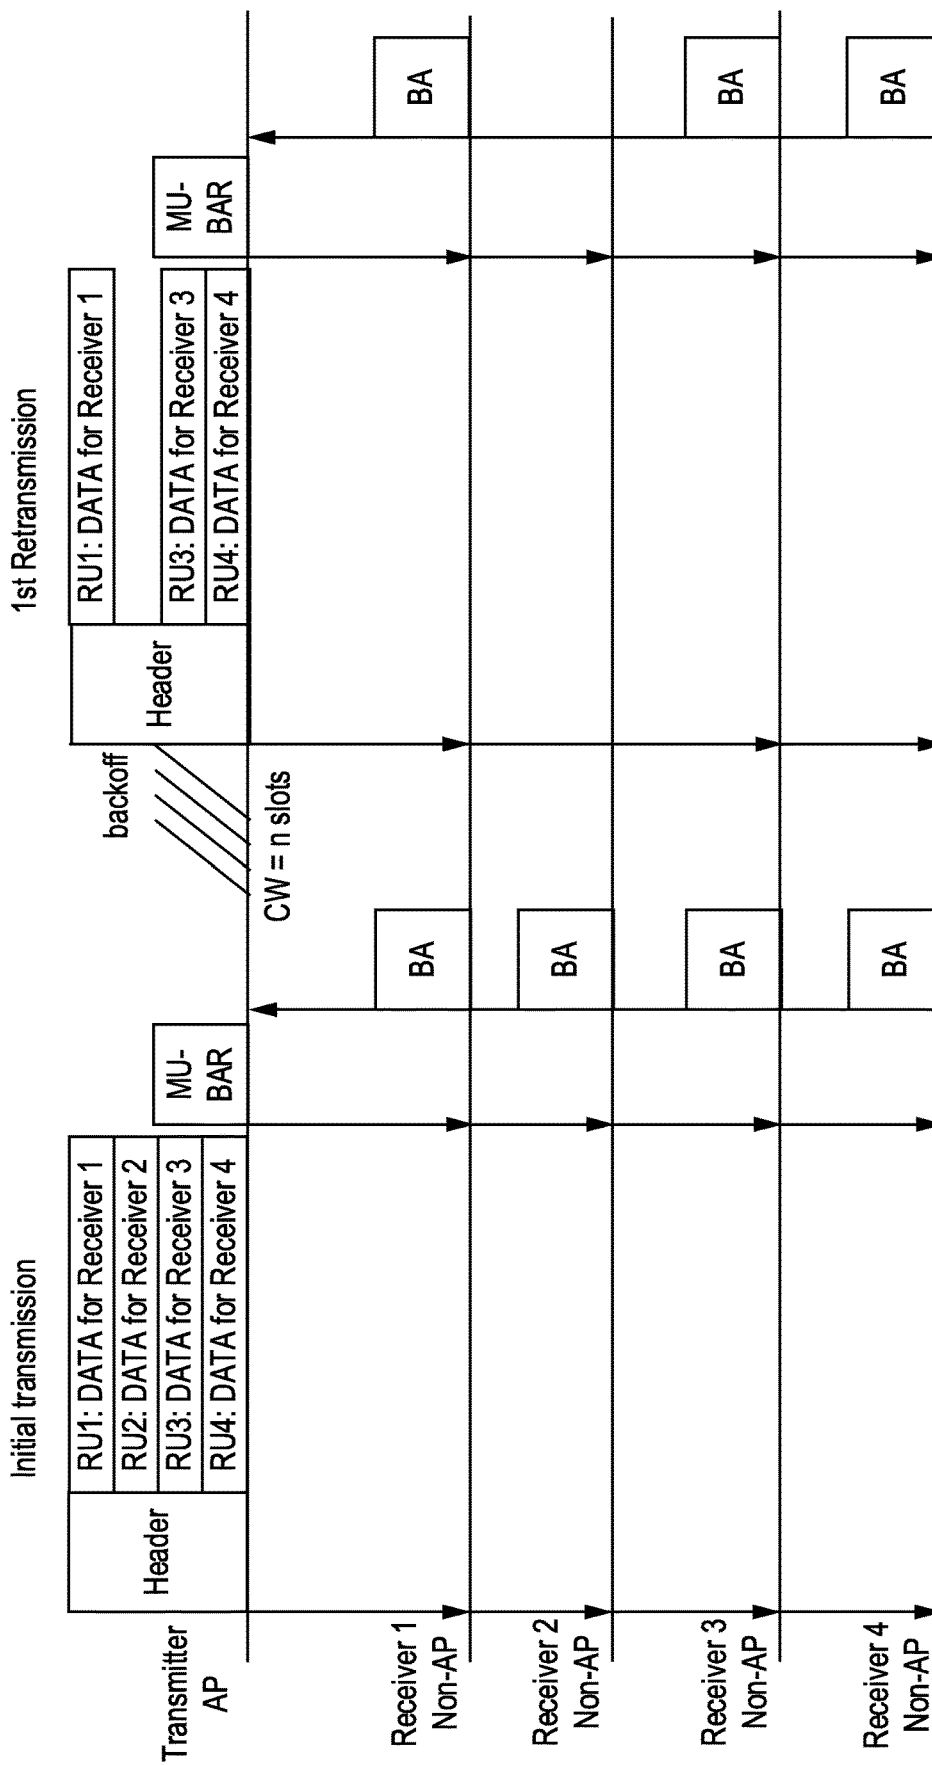 Initial transmission
1st Retransmission
Transmitter
AP
Header
RU1: DATA for Receiver 1
RU2: DATA for Receiver 2
RU3: DATA for Receiver 3
RU4: DATA for Receiver 4
MU-
BAR
backoff
CW = n slots
Header
RU1: DATA for Receiver 1
RU3: DATA for Receiver 3
RU4: DATA for Receiver 4
MU-
BAR
Receiver 1
Non-AP
BA
BA
Receiver 2
Non-AP
BA
Receiver 3
Non-AP
BA
BA
Receiver 4
Non-AP
BA
BA